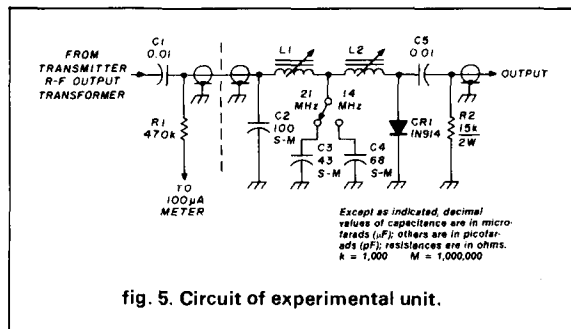 FROM
TRANSMITTER
R-F OUTPUT
TRANSFORMER
C1
0.01
R1
470k
TO
100µA
METER
L1
L2
C2
100
S-M
21
MHz
14
MHz
C3
43
S-M
C4
68
S-M
CR1
1N914
C5
0.01
R2
15k
2W
OUTPUT
Except as indicated, decimal
values of capacitance are in micro-
farads (µF); others are in picofar-
ads (pF); resistances are in ohms.
k = 1,000 M = 1,000,000
fig. 5. Circuit of experimental unit.